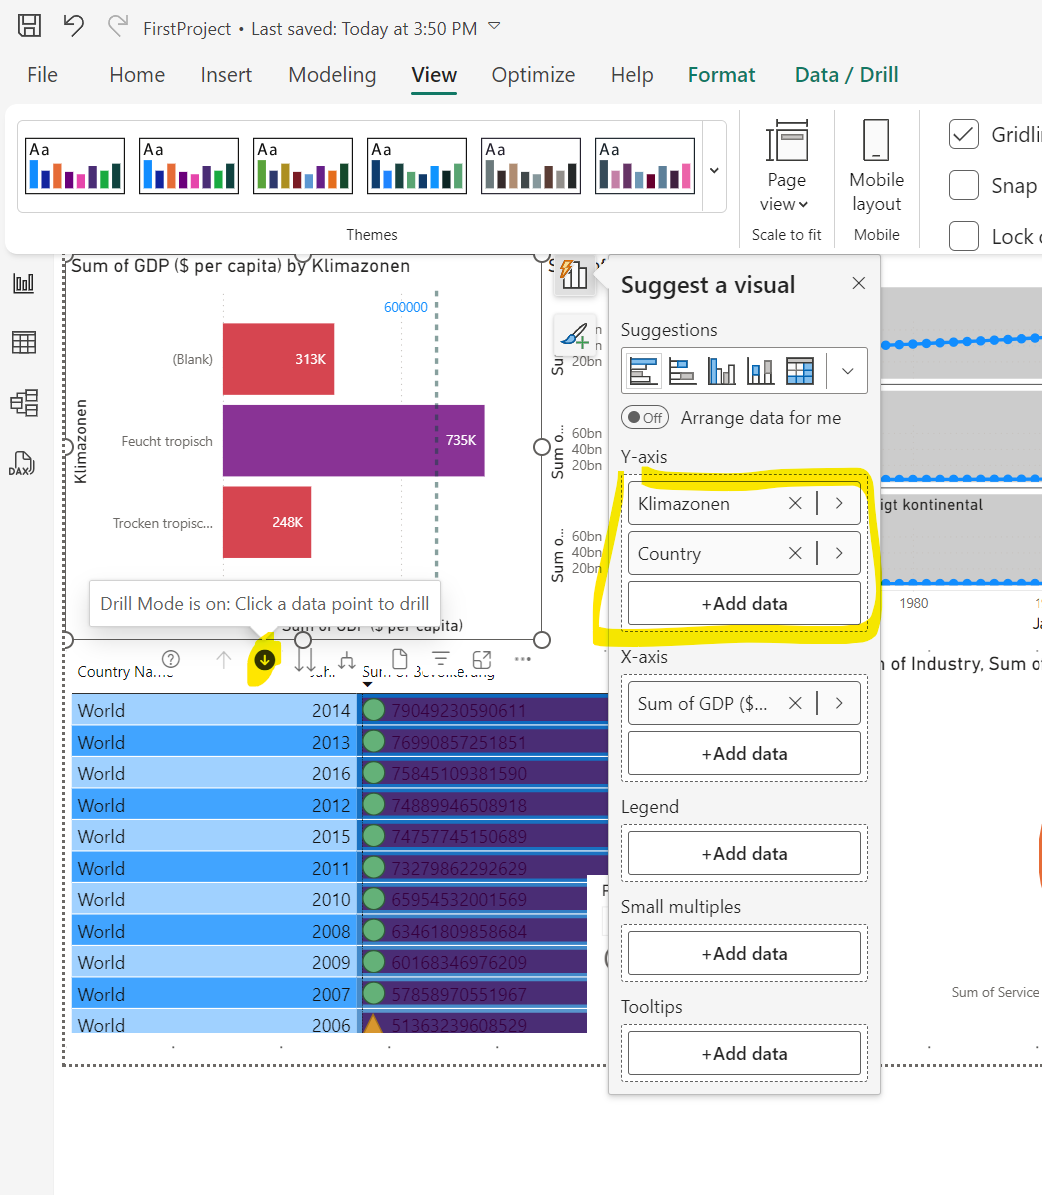 FirstProject • Last saved: Today at 3:50 PM
File Home Insert Modeling View Optimize Help Format Data / Drill
Aa Aa Aa Aa Aa Aa
Page view
Mobile layout
Gridli
Snap
Lock
Themes
Scale to fit
Mobile
Sum of GDP ($ per capita) by Klimazonen
600000
(Blank) 313K
Feucht tropisch 735K
Trocken tropisc... 248K
Klimazonen
Sum of GDP ($ per capita)
Drill Mode is on: Click a data point to drill
20bn
Sum o...
60bn
40bn
20bn
Sum o...
60bn
40bn
20bn
Suggest a visual
Suggestions
Off Arrange data for me
Y-axis
Klimazonen
Country
+Add data
X-axis
Sum of GDP ($...
+Add data
Legend
+Add data
Small multiples
+Add data
Tooltips
+Add data
DAX
igt kontinental
1980
n of Industry, Sum o
Sum of Service
Country Na Sum of Bevölkerung
World 2014 79049230590611
World 2013 76990857251851
World 2016 75845109381590
World 2012 74889946508918
World 2015 74757745150689
World 2011 73279862292629
World 2010 65954532001569
World 2008 63461809858684
World 2009 60168346976209
World 2007 57858970551967
World 2006 51363239608529